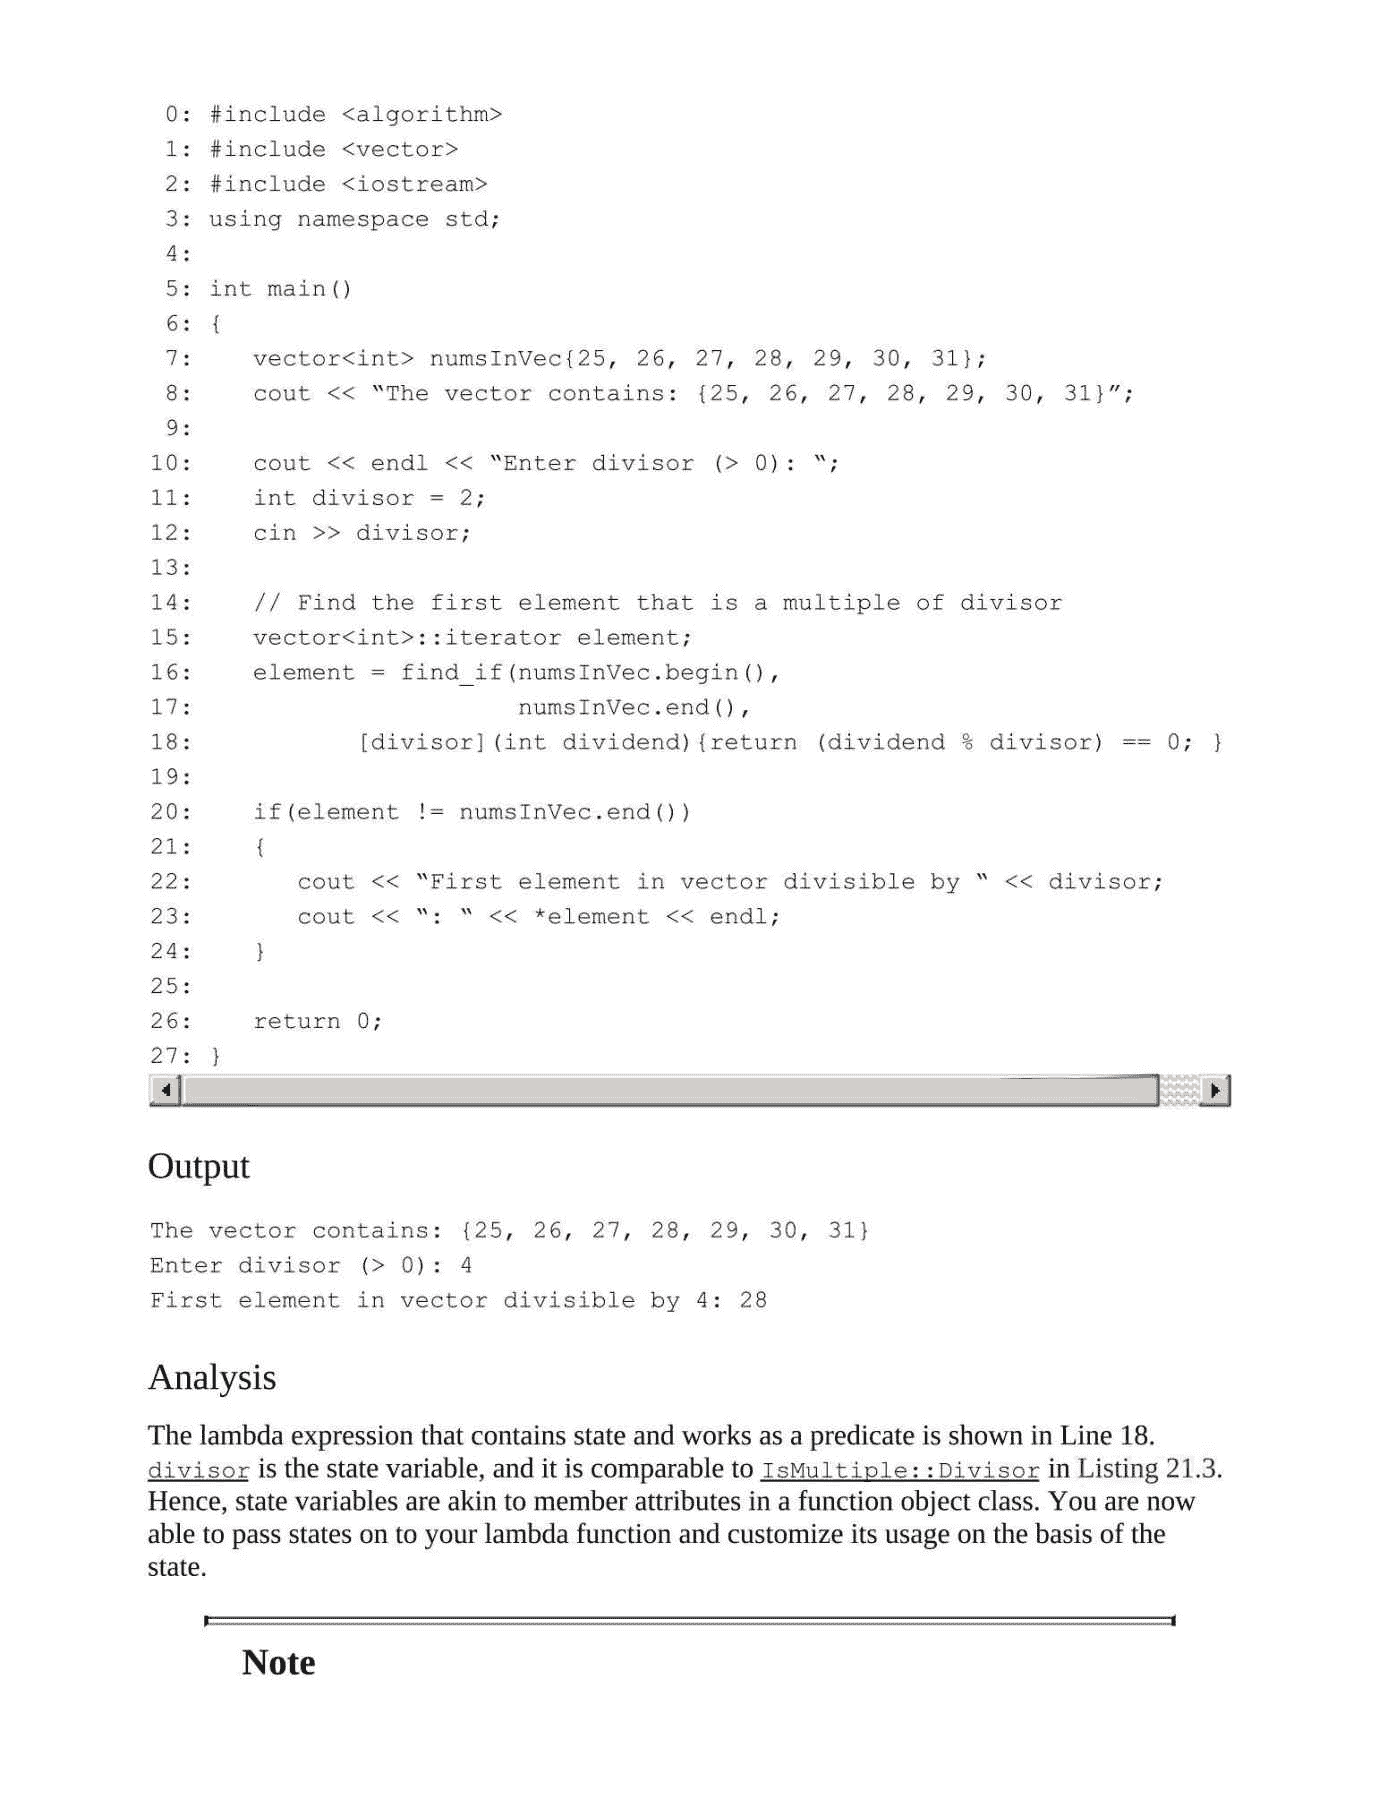 0: #include <algorithm>
1: #include <vector>
2: #include <iostream>
3: using namespace std;
4:
5: int main()
6: {
7:    vector<int> numsInVec{25, 26, 27, 28, 29, 30, 31};
8:    cout << “The vector contains: {25, 26, 27, 28, 29, 30, 31}”;
9:
10:    cout << endl << “Enter divisor (> 0): “;
11:    int divisor = 2;
12:    cin >> divisor;
13:
14:    // Find the first element that is a multiple of divisor
15:    vector<int>::iterator element;
16:    element = find_if(numsInVec.begin(),
17:                      numsInVec.end(),
18:           [divisor](int dividend){return (dividend % divisor) == 0; }
19:
20:    if(element != numsInVec.end())
21:    {
22:       cout << “First element in vector divisible by “ << divisor;
23:       cout << “: “ << *element << endl;
24:    }
25:
26:    return 0;
27: }
Output
The vector contains: {25, 26, 27, 28, 29, 30, 31}
Enter divisor (> 0): 4
First element in vector divisible by 4: 28
Analysis
The lambda expression that contains state and works as a predicate is shown in Line 18.
divisor is the state variable, and it is comparable to IsMultiple::Divisor in Listing 21.3.
Hence, state variables are akin to member attributes in a function object class. You are now
able to pass states on to your lambda function and customize its usage on the basis of the
state.
Note